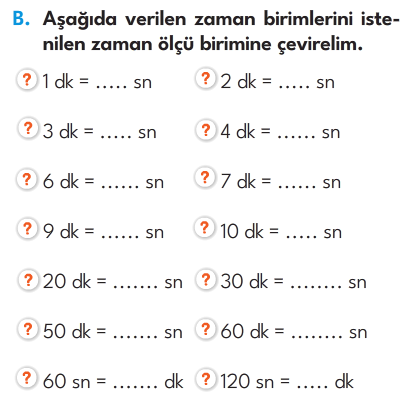 B. Aşağıda verilen zaman birimlerini iste-
nilen zaman ölçü birimine çevirelim.
? 1 dk = ..... sn ? 2 dk = ..... sn
? 3 dk = ..... sn ? 4 dk = ...... sn
? 6 dk = ...... sn ? 7 dk = ...... sn
? 9 dk = ...... sn ? 10 dk = ..... sn
? 20 dk = ....... sn ? 30 dk = ........ sn
? 50 dk = ....... sn ? 60 dk = ........ sn
? 60 sn = ....... dk ? 120 sn = ..... dk